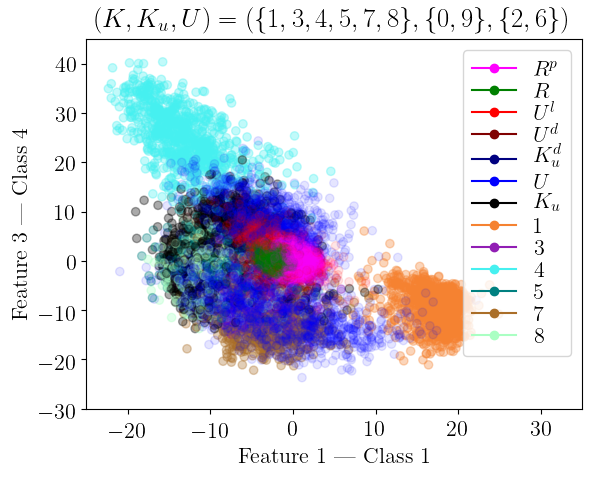 (K, K_u, U) = ({1, 3, 4, 5, 7, 8}, {0, 9}, {2, 6})
Feature 3 — Class 4
40
30
20
10
0
−10
−20
−30
R^p
R
U^l
U^d
K_u^d
U
K_u
1
3
4
5
7
8
−20 −10 0 10 20 30
Feature 1 — Class 1